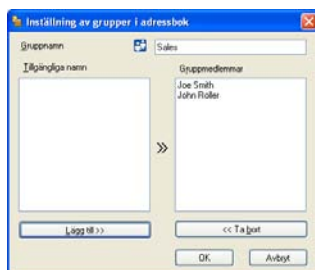 Inställning av grupper i adressbok
Gruppnamn
Sales
Tillgängliga namn
Gruppmedlemmar
Joe Smith
John Roller
»
Lägg till >>
<< Ta bort
OK
Avbryt